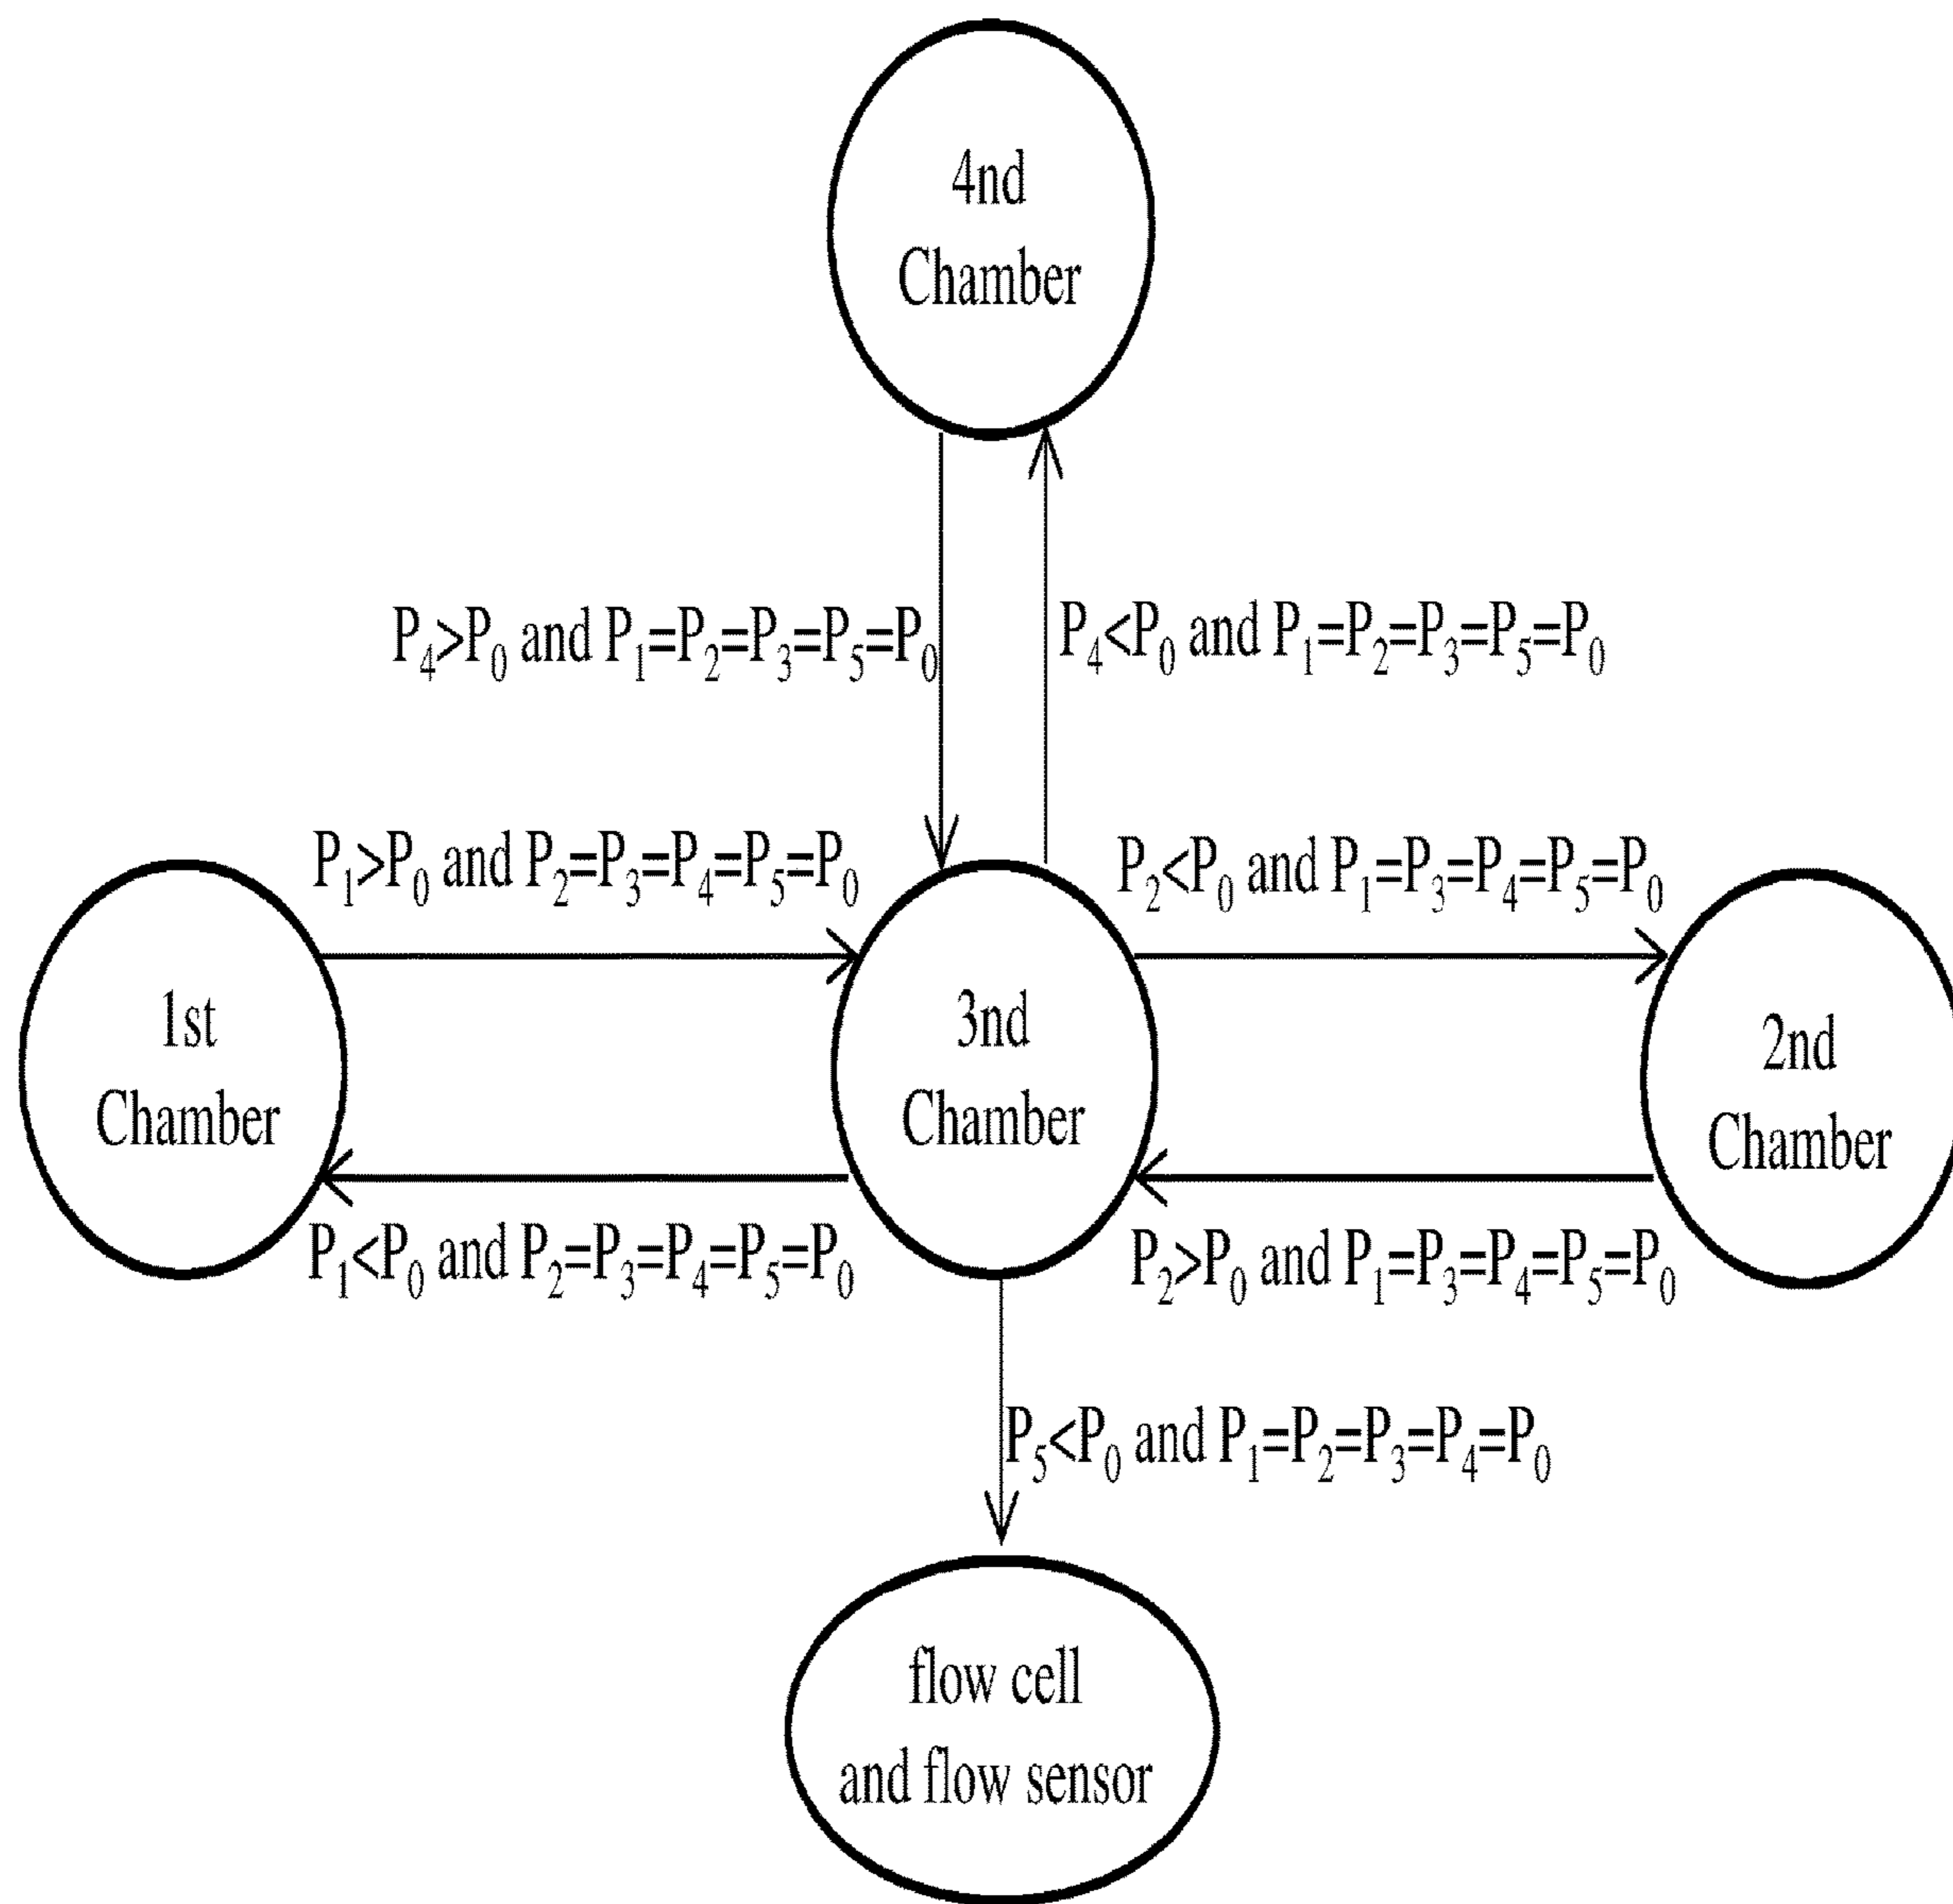 4nd
Chamber
P₄>P₀ and P₁=P₂=P₃=P₅=P₀
P₄<P₀ and P₁=P₂=P₃=P₅=P₀
P₁>P₀ and P₂=P₃=P₄=P₅=P₀
P₂<P₀ and P₁=P₃=P₄=P₅=P₀
1st
Chamber
3nd
Chamber
2nd
Chamber
P₁<P₀ and P₂=P₃=P₄=P₅=P₀
P₂>P₀ and P₁=P₃=P₄=P₅=P₀
P₅<P₀ and P₁=P₂=P₃=P₄=P₀
flow cell
and flow sensor